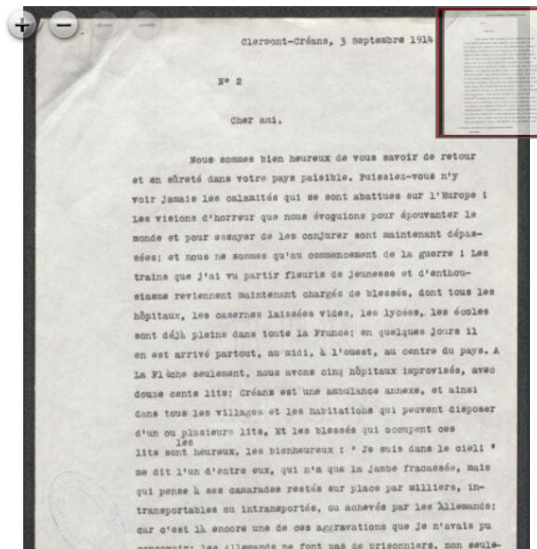 Clermont-Créans, 3 Septembre 1914
N° 2
Cher ami,
Nous sommes bien heureux de vous savoir de retour
et en sûreté dans votre pays paisible. Puissiez-vous n'y
voir jamais les calamités qui se sont abattues sur l'Europe !
Les visions d'horreur que nous évoquions pour épouvanter le
monde et pour essayer de les conjurer sont maintenant dépas-
sées; et nous ne sommes qu'au commencement de la guerre ! Les
trains que j'ai vu partir fleuris de jeunesse et d'enthou-
siasme reviennent maintenant chargés de blessés, dont tous les
hôpitaux, les casernes laissées vides, les lycées, les écoles
sont déjà pleins dans toute la France; en quelques jours il
en est arrivé partout, au midi, à l'ouest, au centre du pays. A
La Flèche seulement, nous avons cinq hôpitaux improvisés, avec
douze cents lits; Créans est une ambulance annexe, et ainsi
dans tous les villages et les habitations qui peuvent disposer
d'un ou plusieurs lits. Et les blessés qui occupent ces
les
lits sont heureux, les bienheureux : " Je suis dans le ciel! "
me dit l'un d'entre eux, qui n'a que la jambe fracassée, mais
qui pense à ses camarades restés sur place par milliers, in-
transportables ou intransportés, ou achevés par les Allemands;
car c'est là encore une de ces aggravations que je n'avais pu
concevoir; les Allemands ne font pas de prisonniers, non seule-